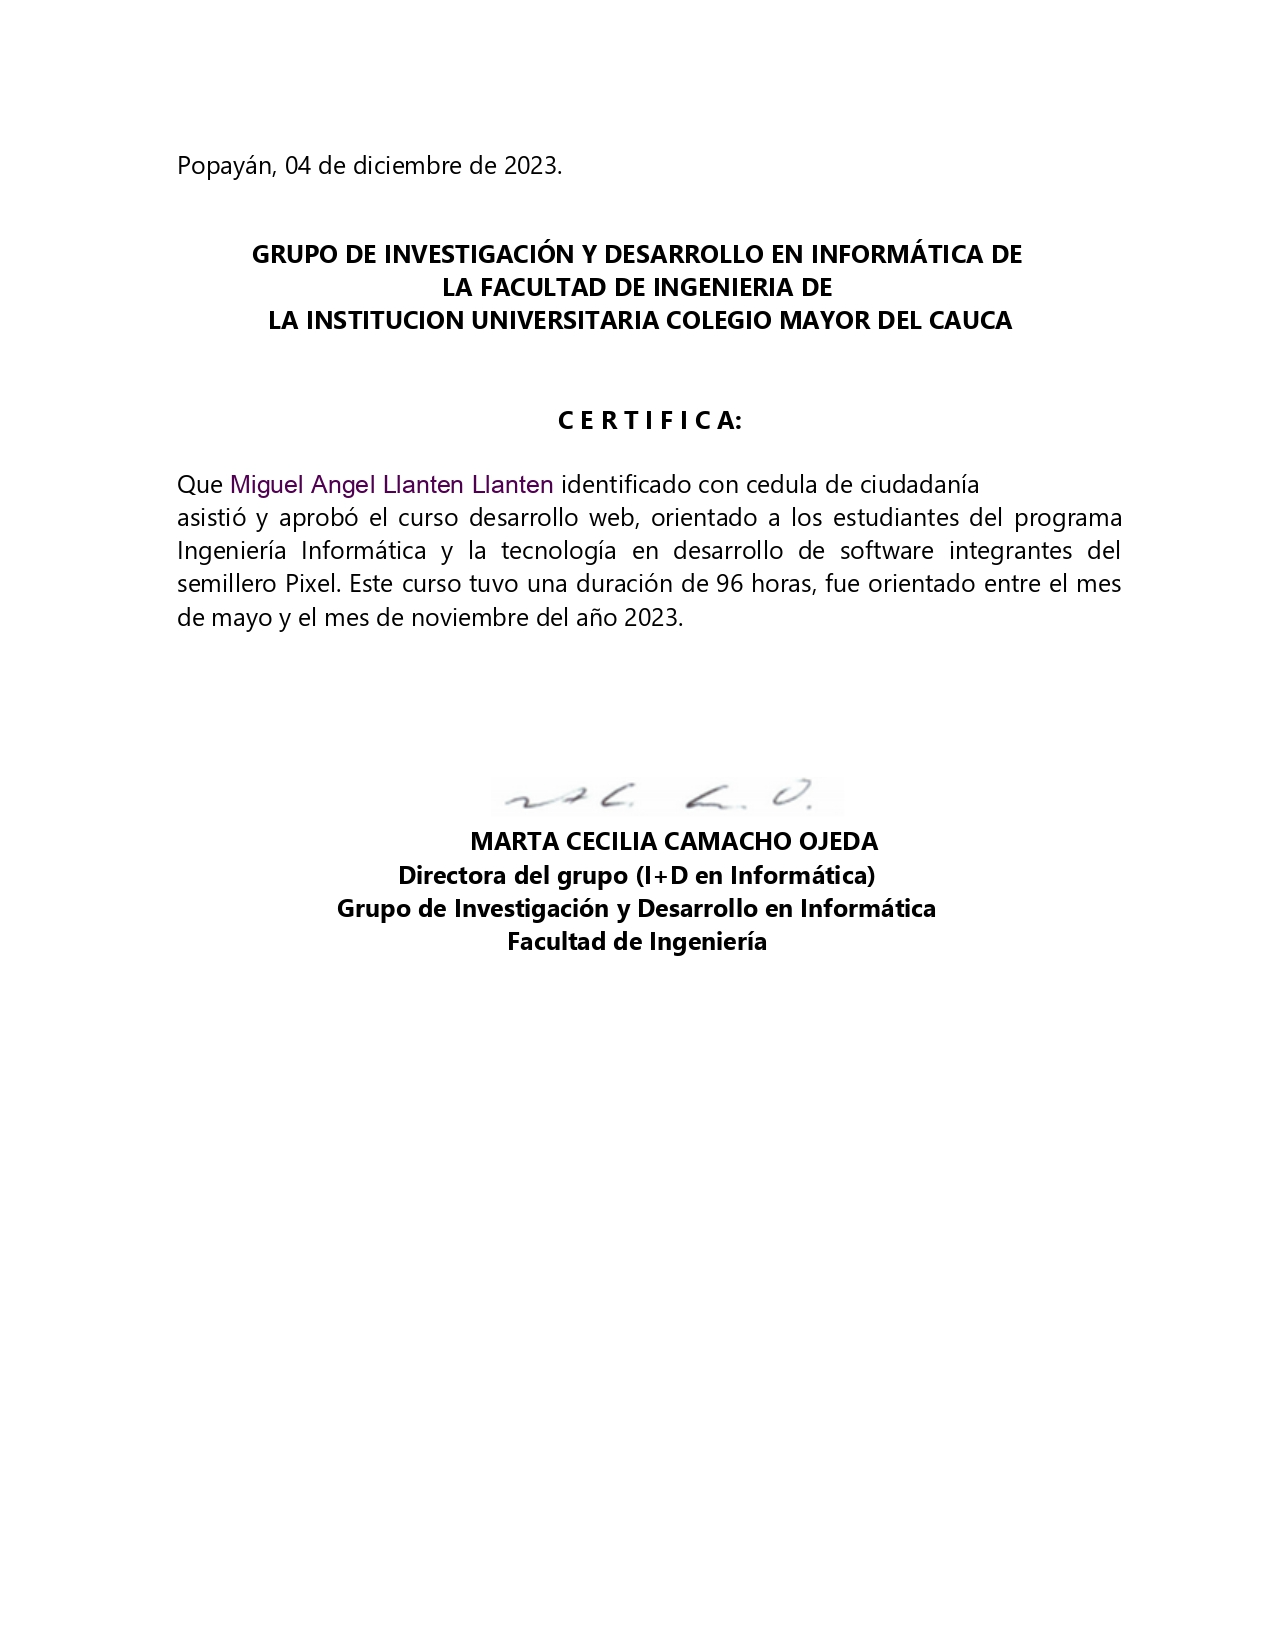 Popayán, 04 de diciembre de 2023.
GRUPO DE INVESTIGACIÓN Y DESARROLLO EN INFORMÁTICA DE
LA FACULTAD DE INGENIERIA DE
LA INSTITUCION UNIVERSITARIA COLEGIO MAYOR DEL CAUCA
C E R T I F I C A:
Que Miguel Angel Llanten Llanten identificado con cedula de ciudadanía
asistió y aprobó el curso desarrollo web, orientado a los estudiantes del programa
Ingeniería Informática y la tecnología en desarrollo de software integrantes del
semillero Pixel. Este curso tuvo una duración de 96 horas, fue orientado entre el mes
de mayo y el mes de noviembre del año 2023.
MARTA CECILIA CAMACHO OJEDA
Directora del grupo (I+D en Informática)
Grupo de Investigación y Desarrollo en Informática
Facultad de Ingeniería